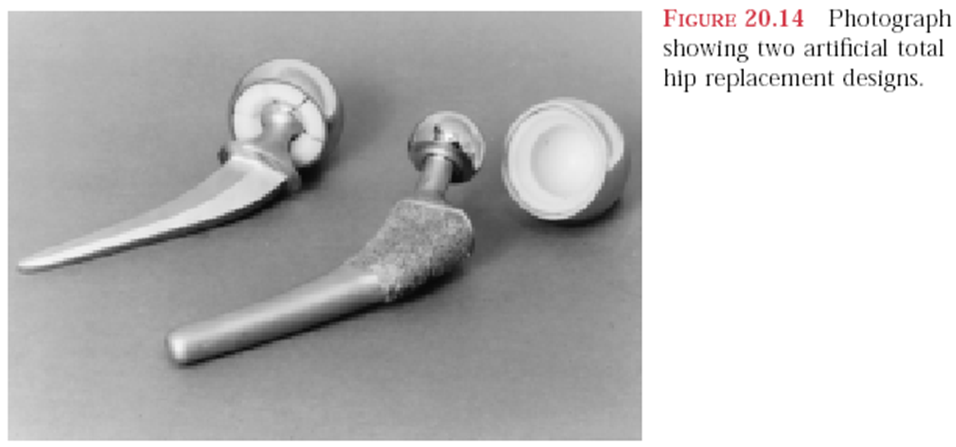 FIGURE 20.14 Photograph
showing two artificial total
hip replacement designs.